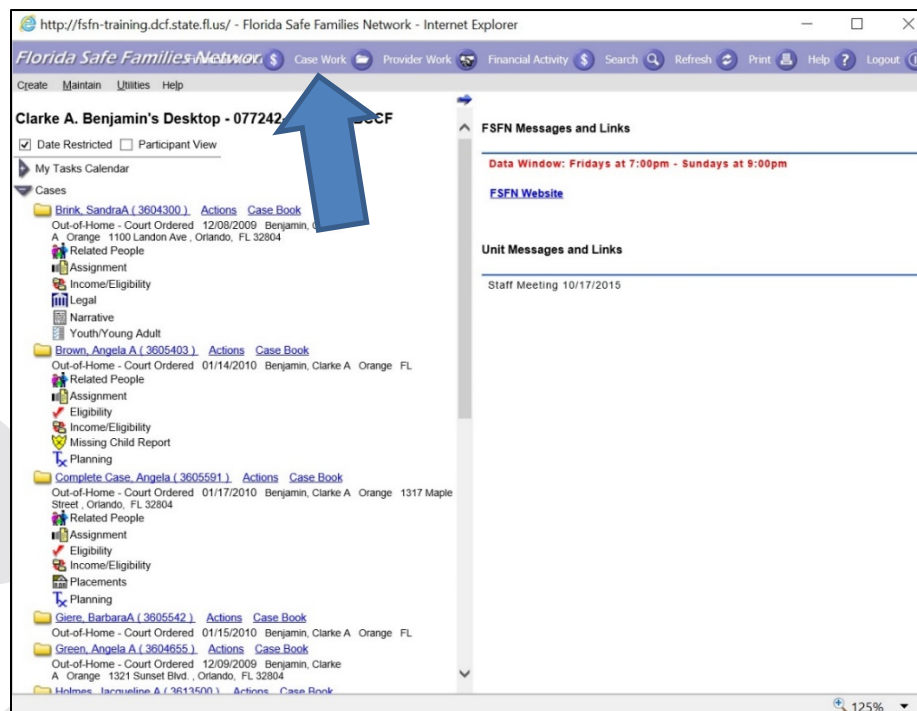 http://fsfn-training.dcf.state.fl.us/ - Florida Safe Families Network - Internet Explorer
Florida Safe Families Networ Case Work Provider Work Financial Activity Search Refresh Print Help Logout
Create Maintain Utilities Help
Clarke A. Benjamin's Desktop - 077242- CCF
Date Restricted Participant View
My Tasks Calendar
Cases
Brink, SandraA ( 3604300 ) Actions Case Book
Out-of-Home - Court Ordered 12/08/2009 Benjamin,
A Orange 1100 Landon Ave , Orlando, FL 32804
Related People
Assignment
Income/Eligibility
Legal
Narrative
Youth/Young Adult
Brown, Angela A ( 3605403 ) Actions Case Book
Out-of-Home - Court Ordered 01/14/2010 Benjamin, Clarke A Orange FL
Related People
Assignment
Eligibility
Income/Eligibility
Missing Child Report
Planning
Complete Case, Angela ( 3605591 ) Actions Case Book
Out-of-Home - Court Ordered 01/17/2010 Benjamin, Clarke A Orange 1317 Maple
Street , Orlando, FL 32804
Related People
Assignment
Eligibility
Income/Eligibility
Placements
Planning
Giere, BarbaraA ( 3605542 ) Actions Case Book
Out-of-Home - Court Ordered 01/15/2010 Benjamin, Clarke A Orange FL
Green, Angela A ( 3604655 ) Actions Case Book
Out-of-Home - Court Ordered 12/09/2009 Benjamin, Clarke
A Orange 1321 Sunset Blvd. , Orlando, FL 32804
Holmes, Jacqueline A ( 3613500 ) Actions Case Book
FSFN Messages and Links
Data Window: Fridays at 7:00pm - Sundays at 9:00pm
FSFN Website
Unit Messages and Links
Staff Meeting 10/17/2015
125%